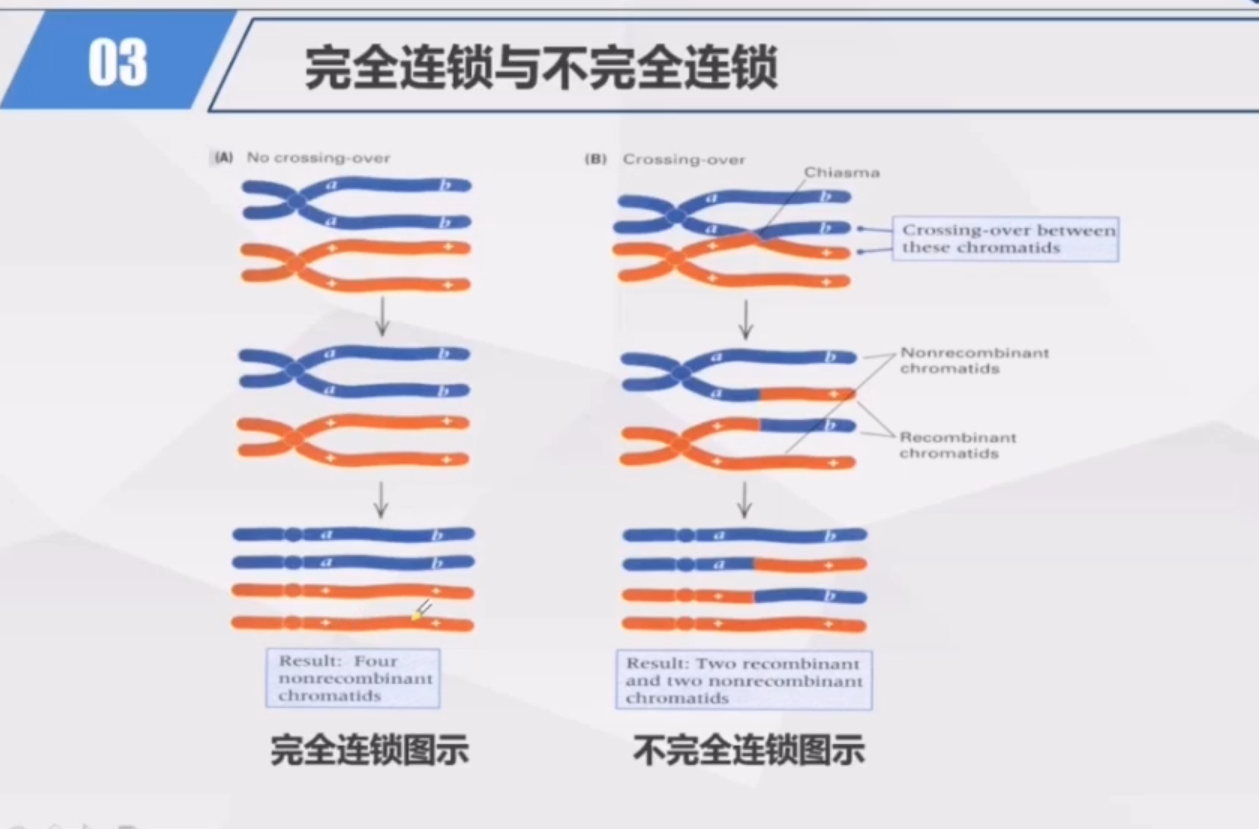 03
完全连锁与不完全连锁
(A) No crossing-over
a b
a b
+ +
+ +
a b
a b
+ +
+ +
a b
a b
+ +
+ +
Result: Four
nonrecombinant
chromatids
完全连锁图示
(B) Crossing-over
Chiasma
a b
a b
+ +
+ +
Crossing-over between
these chromatids
a b
a +
+ b
+ +
Nonrecombinant
chromatids
Recombinant
chromatids
a b
a +
+ b
+ +
Result: Two recombinant
and two nonrecombinant
chromatids
不完全连锁图示